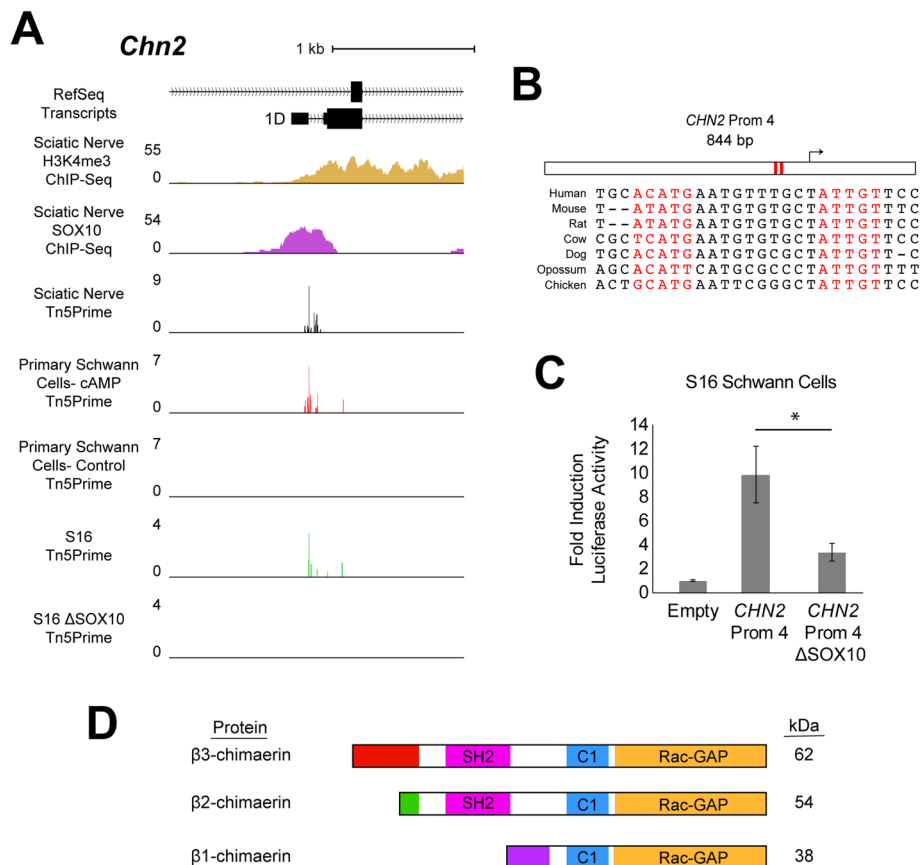 A
Chn2
1 kb
RefSeq
Transcripts
1D
Sciatic Nerve
H3K4me3
ChIP-Seq
55
0
Sciatic Nerve
SOX10
ChIP-Seq
54
0
Sciatic Nerve
Tn5Prime
9
0
Primary Schwann
Cells- cAMP
Tn5Prime
7
0
Primary Schwann
Cells- Control
Tn5Prime
7
0
S16
Tn5Prime
4
0
S16 ΔSOX10
Tn5Prime
4
0
B
CHN2 Prom 4
844 bp
Human TGCACATGAATGTTTGCTATTGTTCC
Mouse T--ATATGAATGTGTGCTATTGTTTC
Rat T--ATATGAATGTGTGCTATTGTTCC
Cow CGCTCATGAATGTGTGCTATTGTTCC
Dog TGCACATGAATGTGCGCTATTGTT-C
Opossum AGCACATTCATGCGCCCTATTGTTTT
Chicken ACTGCATGAATTCGGGCTATTGTTCC
C
S16 Schwann Cells
*
Fold Induction
Luciferase Activity
14
12
10
8
6
4
2
0
Empty
CHN2
Prom 4
CHN2
Prom 4
ΔSOX10
D
Protein
kDa
β3-chimaerin SH2 C1 Rac-GAP 62
β2-chimaerin SH2 C1 Rac-GAP 54
β1-chimaerin C1 Rac-GAP 38